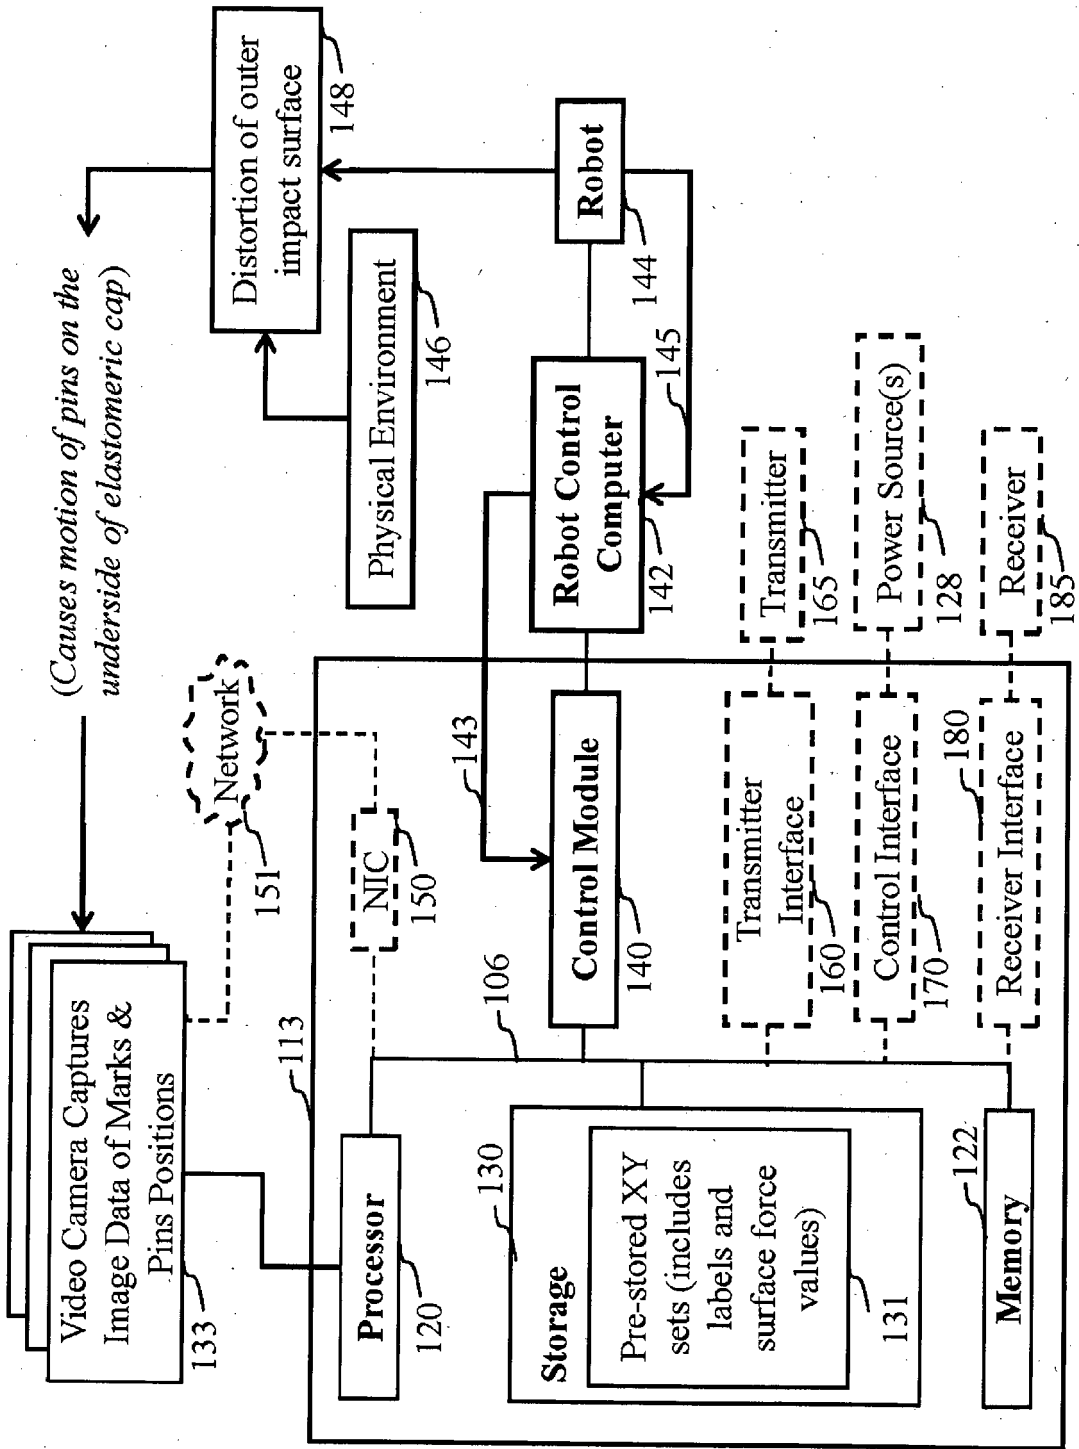 Video Camera Captures
Image Data of Marks &
Pins Positions
133
(Causes motion of pins on the
underside of elastomeric cap)
Distortion of outer
impact surface
148
Physical Environment
146
Network
151
113
NIC
150
106
143
Processor
120
Control Module
140
Robot Control
Computer
142
145
Robot
144
Storage
130
Pre-stored XY
sets (includes
labels and
surface force
values)
131
Transmitter
Interface
160
Transmitter
165
Control Interface
170
Power Source(s)
128
Memory
122
Receiver Interface
180
Receiver
185